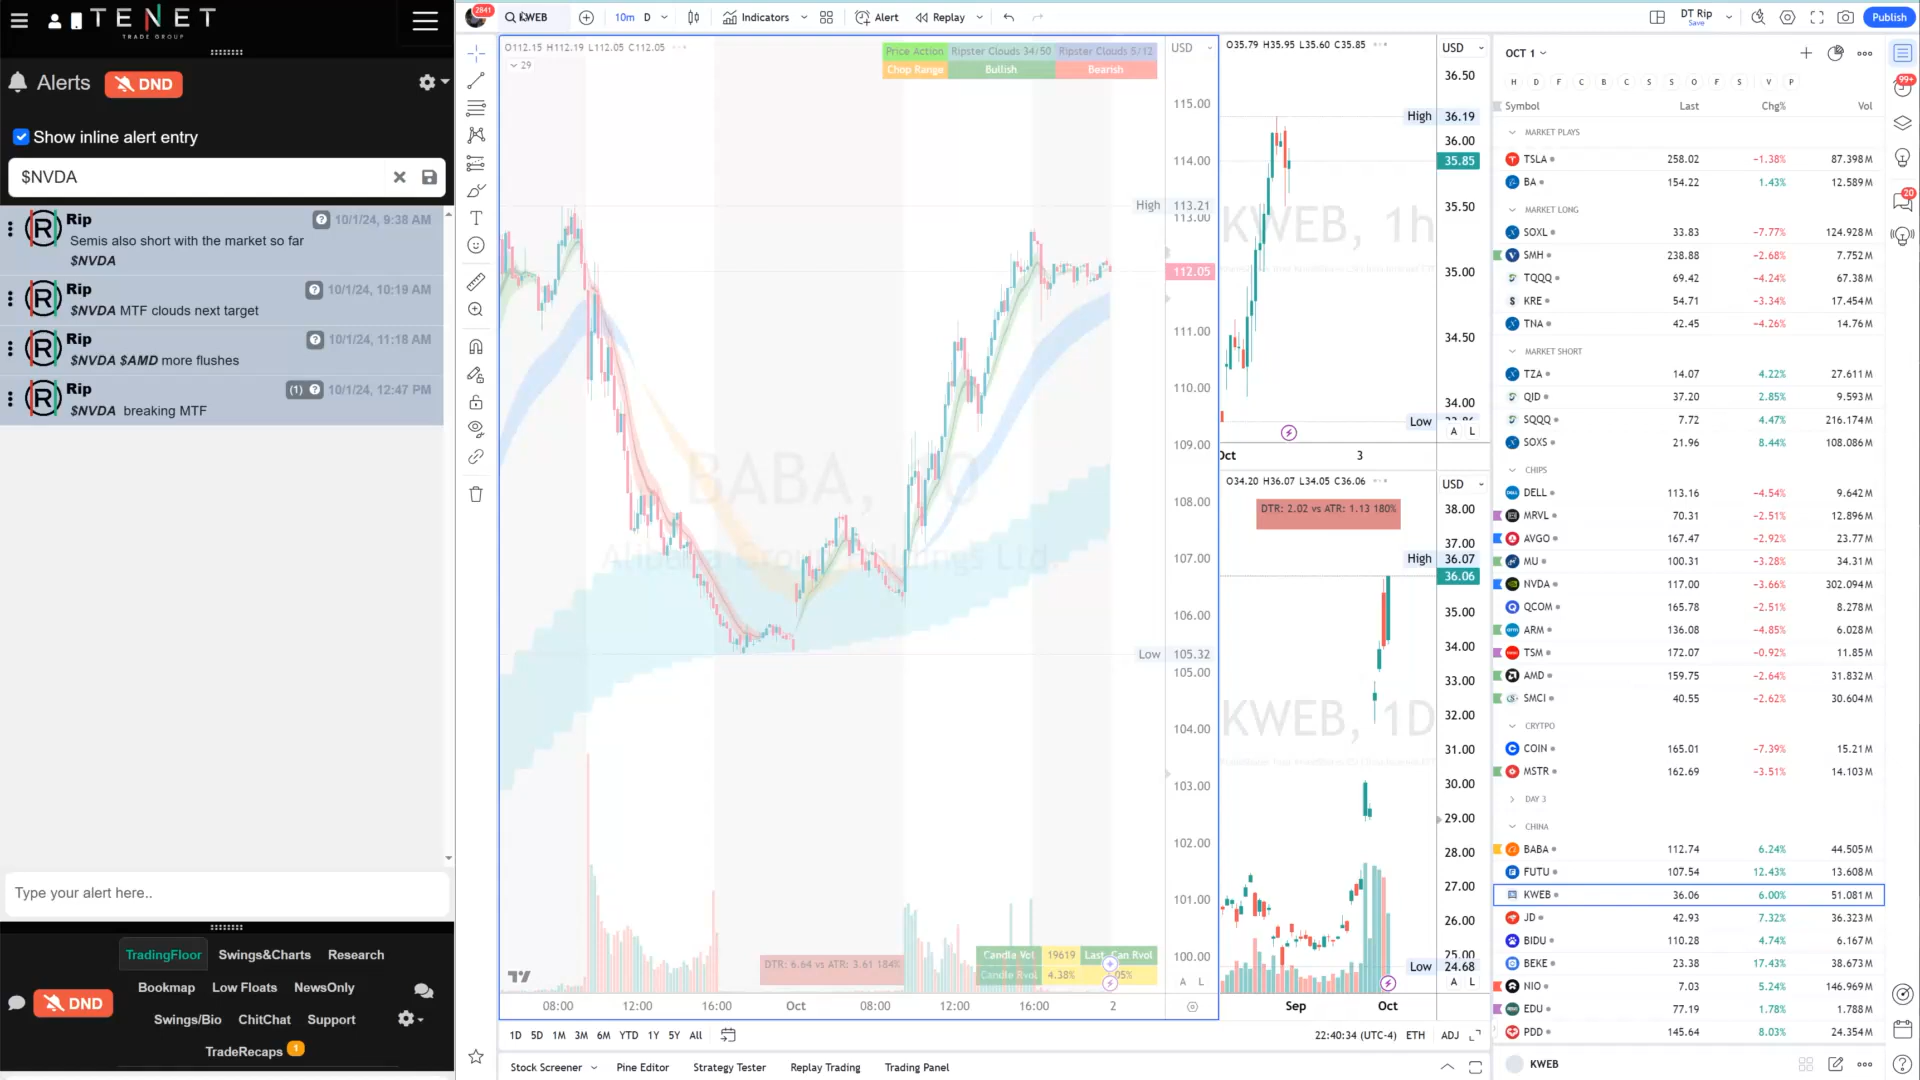 TENET
TRADE GROUP
Alerts
DND
Show inline alert entry
$NVDA
Rip
10/1/24, 9:38 AM
Semis also short with the market so far
$NVDA
Rip
10/1/24, 10:19 AM
$NVDA MTF clouds next target
Rip
10/1/24, 11:18 AM
$NVDA $AMD more flushes
Rip
(1) 10/1/24, 12:47 PM
$NVDA breaking MTF
Type your alert here..
TradingFloor Swings&Charts Research
Bookmap Low Floats NewsOnly
DND
Swings/Bio ChitChat Support
TradeRecaps 1
2641
KWEB
10m D
Indicators
Alert
Replay
DT Rip
Save
Publish
O112.15 H112.19 L112.05 C112.05
29
Price Action Ripster Clouds 34/50 Ripster Clouds 5/12
Chop Range Bullish Bearish
USD
115.00
114.00
High 113.21
113.00
112.05
111.00
110.00
109.00
108.00
107.00
106.00
Low 105.32
105.00
104.00
103.00
102.00
101.00
100.00
A L
Alibaba Group Holdings Ltd
DTR: 6.64 vs ATR: 3.61 184%
Candle Vol 19619 Last Can Rvol
Candle Rvol 4.38%
08:00 12:00 16:00 Oct 08:00 12:00 16:00 2
1D 5D 1M 3M 6M YTD 1Y 5Y All
22:40:34 (UTC-4) ETH ADJ
Stock Screener Pine Editor Strategy Tester Replay Trading Trading Panel
O35.79 H35.95 L35.60 C35.85
USD
36.50
High 36.19
36.00
35.85
35.50
35.00
34.50
34.00
Low
A L
KWEB, 1h
Oct 3
O34.20 H36.07 L34.05 C36.06
USD
DTR: 2.02 vs ATR: 1.13 180%
38.00
37.00
High 36.07
36.06
35.00
34.00
33.00
32.00
31.00
30.00
29.00
28.00
27.00
26.00
25.00
Low 24.68
A L
KWEB, 1D
Sep Oct
OCT 1
H D F C B C S S O F S V P
Symbol Last Chg% Vol
MARKET PLAYS
TSLA 258.02 −1.38% 87.398 M
BA 154.22 1.43% 12.589 M
MARKET LONG
SOXL 33.83 −7.77% 124.928 M
SMH 238.88 −2.68% 7.752 M
TQQQ 69.42 −4.24% 67.38 M
KRE 54.71 −3.34% 17.454 M
TNA 42.45 −4.26% 14.76 M
MARKET SHORT
TZA 14.07 4.22% 27.611 M
QID 37.20 2.85% 9.593 M
SQQQ 7.72 4.47% 216.174 M
SOXS 21.96 8.44% 108.086 M
CHIPS
DELL 113.16 −4.54% 9.642 M
MRVL 70.31 −2.51% 12.896 M
AVGO 167.47 −2.92% 23.77 M
MU 100.31 −3.28% 34.31 M
NVDA 117.00 −3.66% 302.094 M
QCOM 165.78 −2.51% 8.278 M
ARM 136.08 −4.85% 6.028 M
TSM 172.07 −0.92% 11.85 M
AMD 159.75 −2.64% 31.832 M
SMCI 40.55 −2.62% 30.604 M
CRYTPO
COIN 165.01 −7.39% 15.21 M
MSTR 162.69 −3.51% 14.103 M
DAY 3
CHINA
BABA 112.74 6.24% 44.505 M
FUTU 107.54 12.43% 13.608 M
KWEB 36.06 6.00% 51.081 M
JD 42.93 7.32% 36.323 M
BIDU 110.28 4.74% 6.167 M
BEKE 23.38 17.43% 38.673 M
NIO 7.03 5.24% 146.969 M
EDU 77.19 1.78% 1.788 M
PDD 145.64 8.03% 24.354 M
KWEB
99+
20